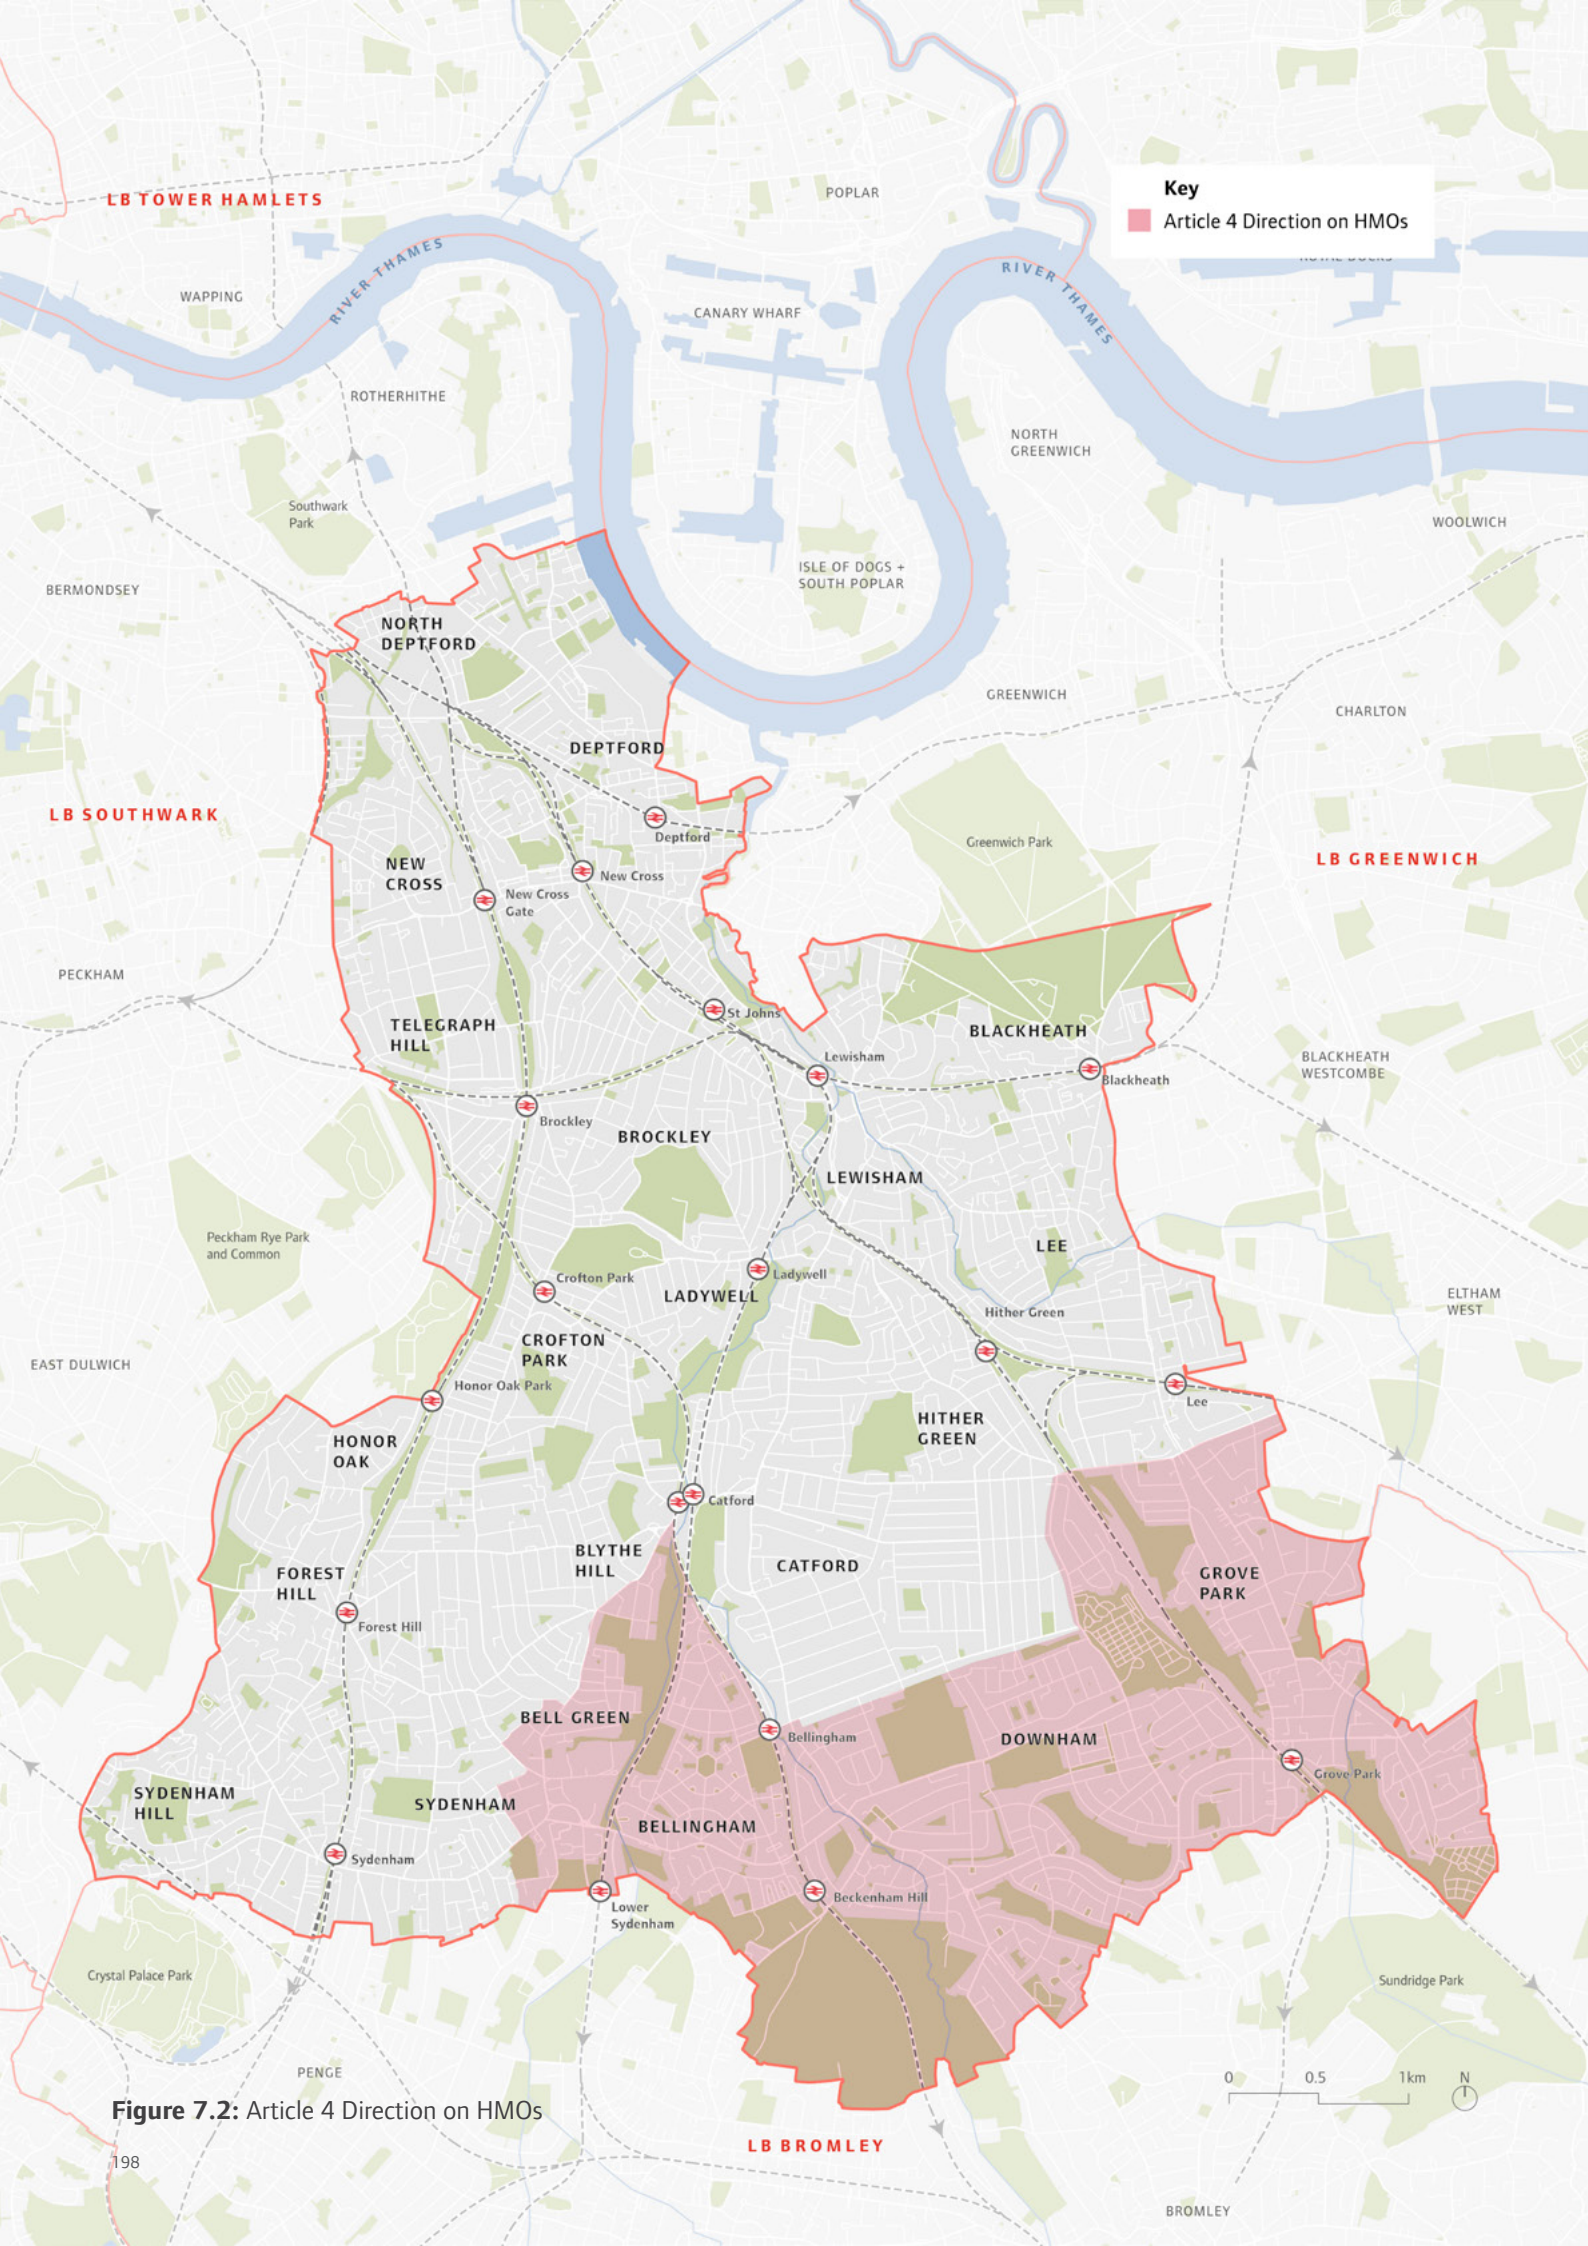 LB TOWER HAMLETS
POPLAR
Key
Article 4 Direction on HMOs
RIVER THAMES
RIVER THAMES
WAPPING
CANARY WHARF
ROTHERHITHE
NORTH
GREENWICH
Southwark
Park
WOOLWICH
ISLE OF DOGS +
SOUTH POPLAR
BERMONDSEY
NORTH
DEPTFORD
GREENWICH
CHARLTON
DEPTFORD
LB SOUTHWARK
Deptford
Greenwich Park
LB GREENWICH
NEW
CROSS
New Cross
New Cross
Gate
PECKHAM
St Johns
TELEGRAPH
HILL
BLACKHEATH
Lewisham
BLACKHEATH
WESTCOMBE
Blackheath
Brockley
BROCKLEY
LEWISHAM
Peckham Rye Park
and Common
LEE
Crofton Park
Ladywell
LADYWELL
ELTHAM
WEST
Hither Green
CROFTON
PARK
EAST DULWICH
Honor Oak Park
Lee
HITHER
GREEN
HONOR
OAK
Catford
BLYTHE
HILL
CATFORD
FOREST
HILL
GROVE
PARK
Forest Hill
BELL GREEN
Bellingham
DOWNHAM
Grove Park
SYDENHAM
HILL
SYDENHAM
BELLINGHAM
Sydenham
Beckenham Hill
Lower
Sydenham
Crystal Palace Park
Sundridge Park
PENGE
0 0.5 1km N
Figure 7.2: Article 4 Direction on HMOs
LB BROMLEY
198
BROMLEY